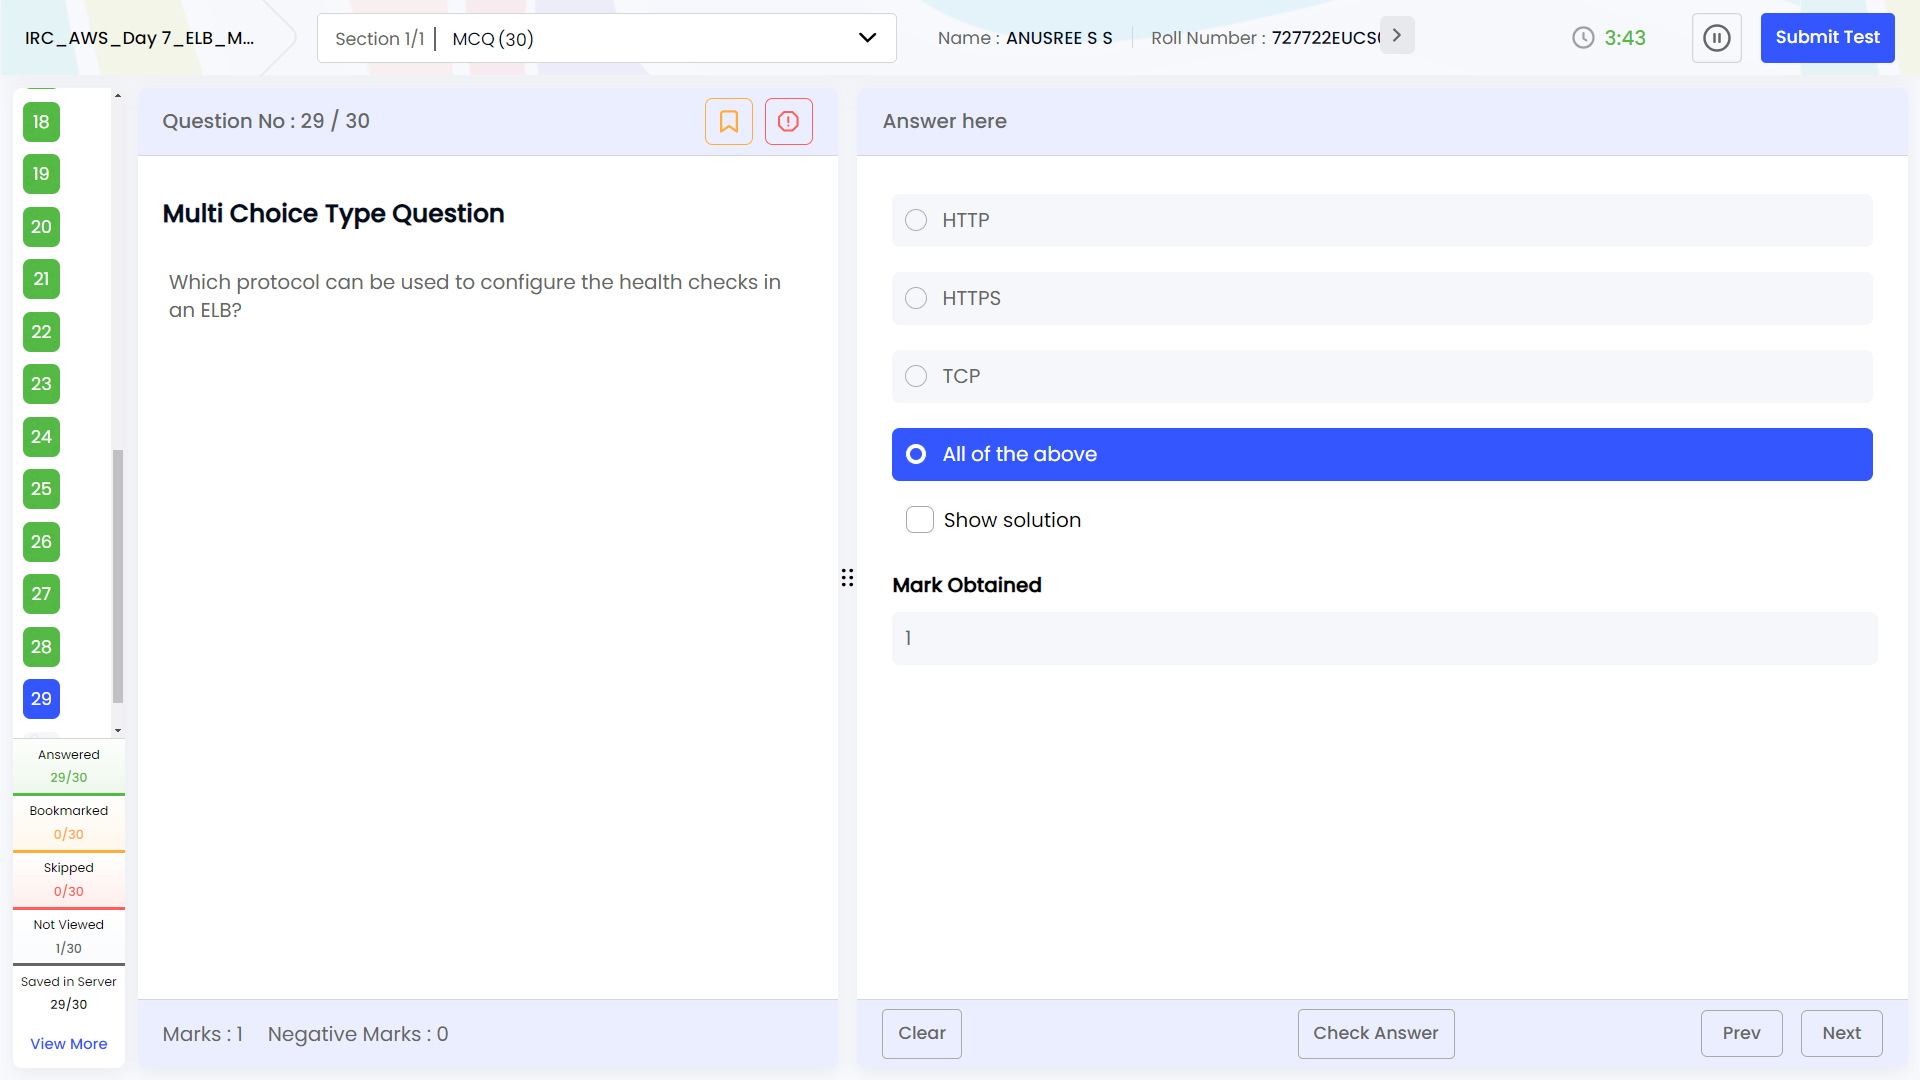 IRC_AWS_Day 7_ELB_M...
Section 1/1 | MCQ (30)
Name : ANUSREE S S
Roll Number : 727722EUCS
3:43
Submit Test
18
19
20
21
22
23
24
25
26
27
28
29
Answered
29/30
Bookmarked
0/30
Skipped
0/30
Not Viewed
1/30
Saved in Server
29/30
View More
Question No : 29 / 30
Multi Choice Type Question
Which protocol can be used to configure the health checks in
an ELB?
Marks : 1 Negative Marks : 0
Answer here
HTTP
HTTPS
TCP
All of the above
Show solution
Mark Obtained
1
Clear
Check Answer
Prev
Next